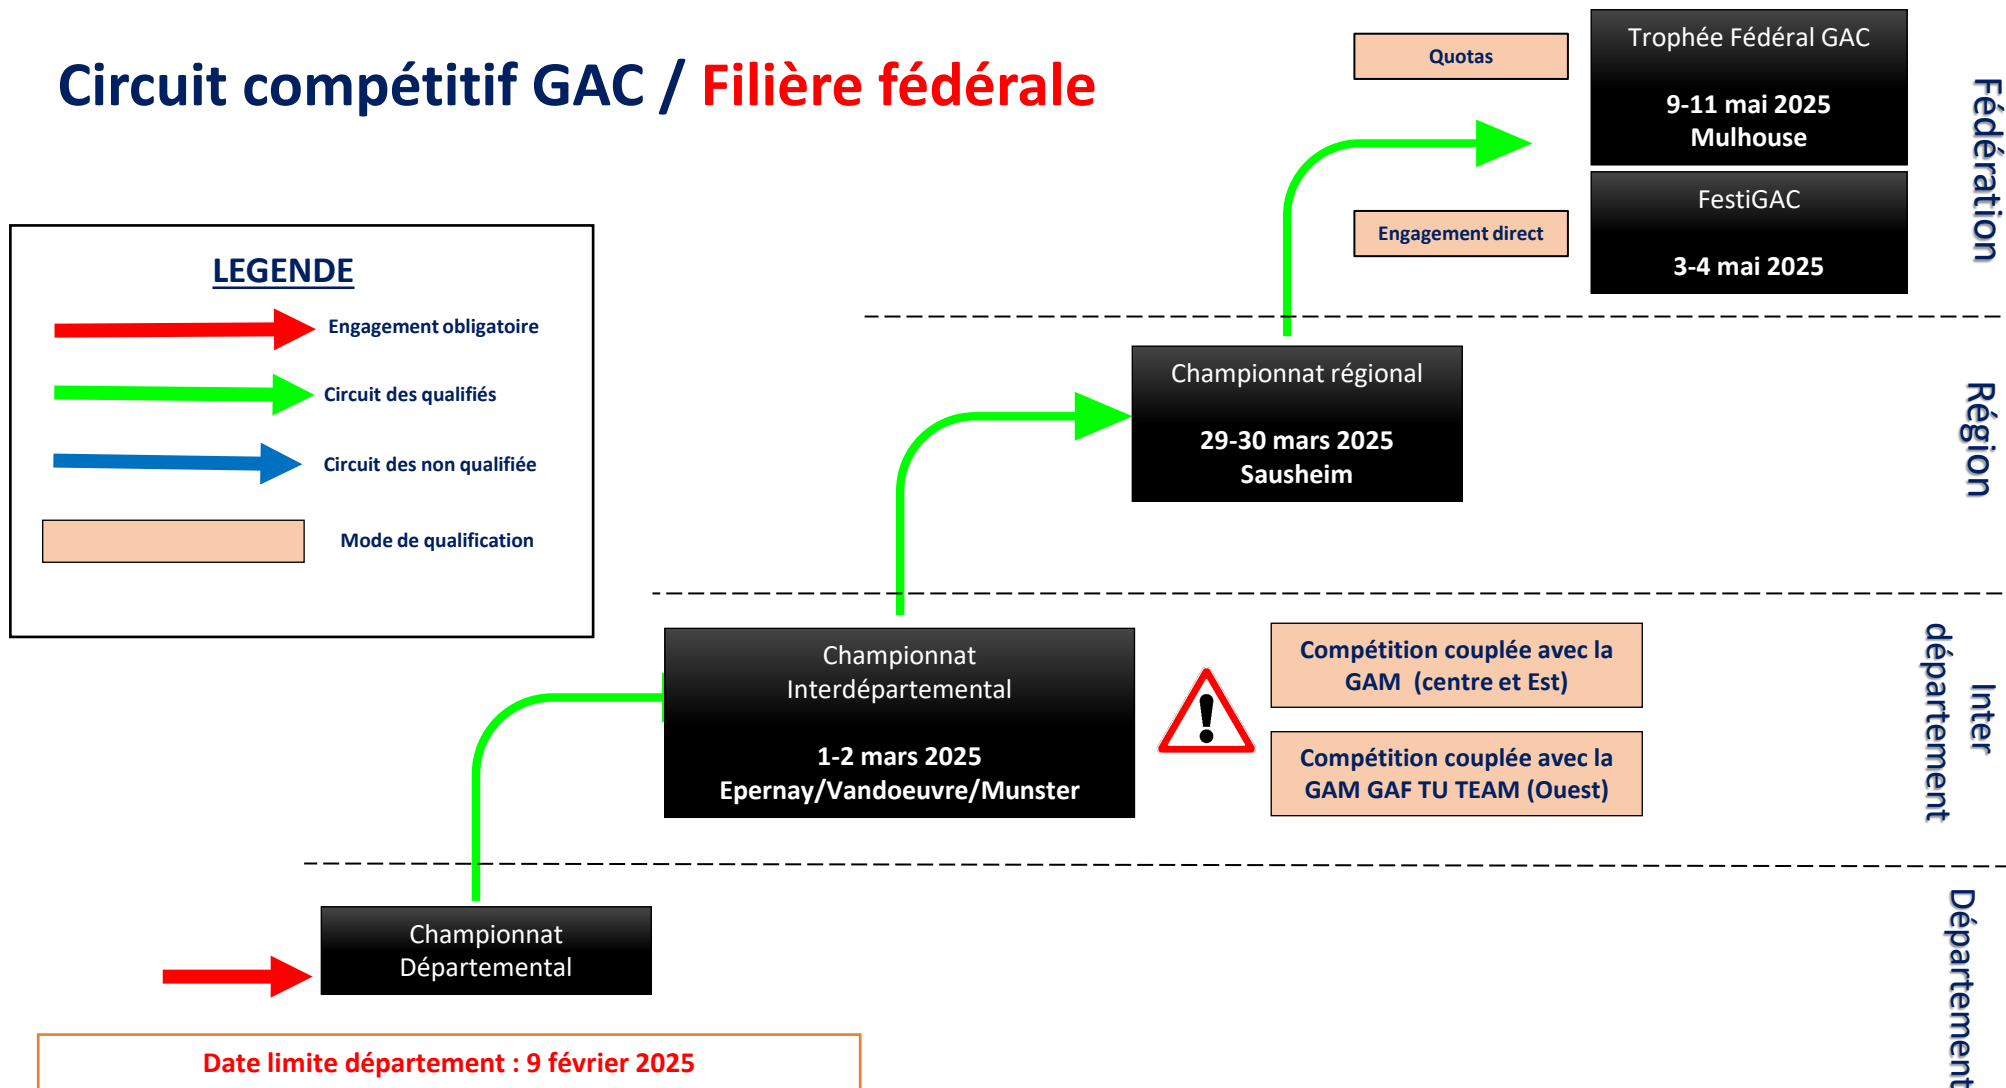 Circuit compétitif GAC / Filière fédérale
Quotas
Trophée Fédéral GAC
9-11 mai 2025
Mulhouse
Engagement direct
FestiGAC
3-4 mai 2025
Fédération
LEGENDE
Engagement obligatoire
Circuit des qualifiés
Circuit des non qualifiée
Mode de qualification
Championnat régional
29-30 mars 2025
Sausheim
Région
Championnat
Interdépartemental
1-2 mars 2025
Epernay/Vandoeuvre/Munster
Compétition couplée avec la
GAM (centre et Est)
Compétition couplée avec la
GAM GAF TU TEAM (Ouest)
Inter
département
Championnat
Départemental
Département
Date limite département : 9 février 2025